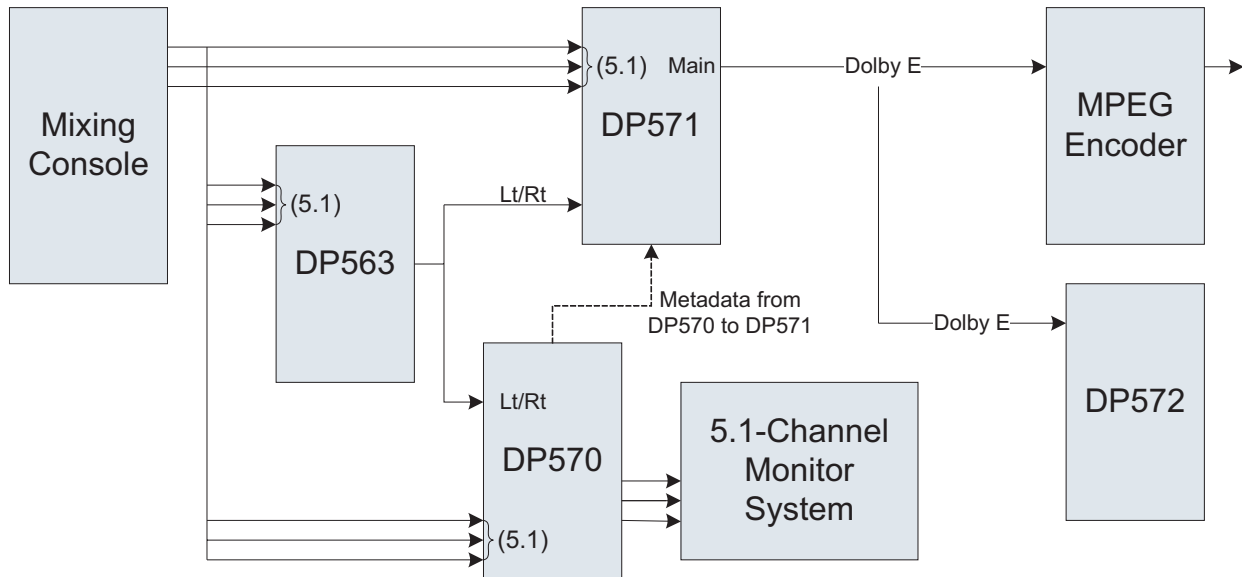 Mixing
Console
(5.1)
Main
DP571
Dolby E
MPEG
Encoder
(5.1)
DP563
Lt/Rt
Metadata from
DP570 to DP571
Dolby E
DP572
Lt/Rt
DP570
(5.1)
5.1-Channel
Monitor
System